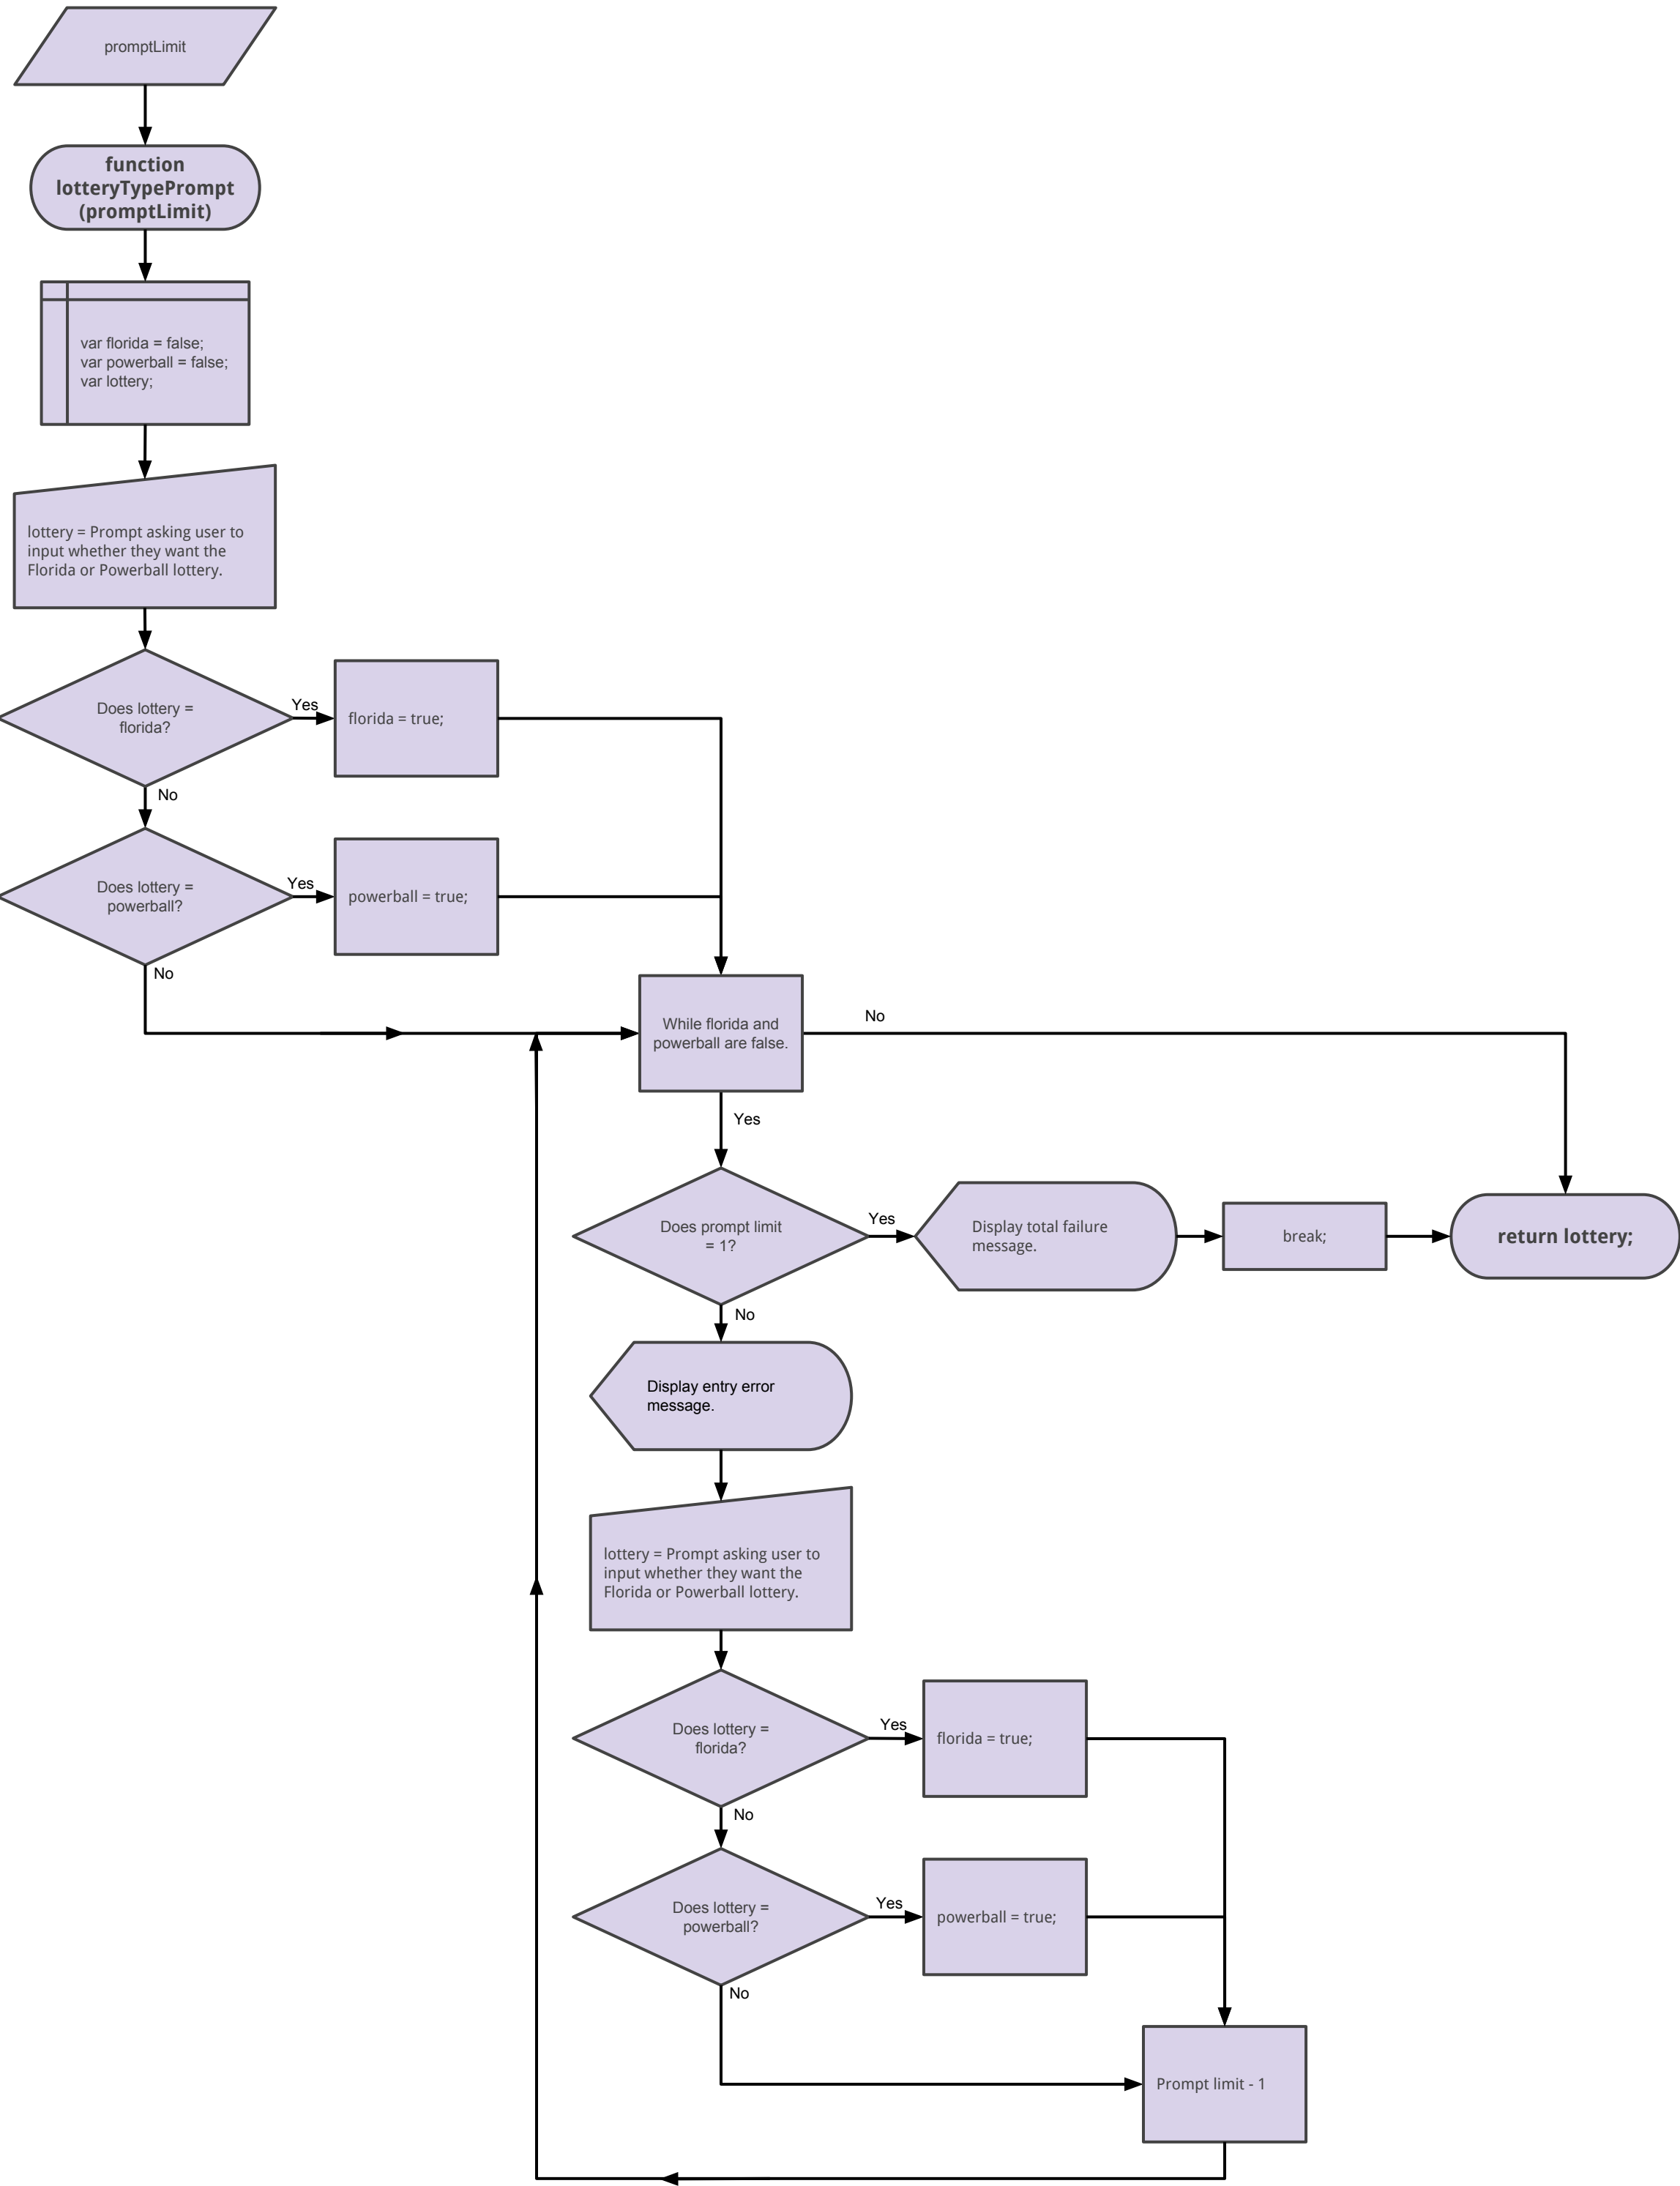 promptLimit
function
lotteryTypePrompt
(promptLimit)
var florida = false;
var powerball = false;
var lottery;
lottery = Prompt asking user to
input whether they want the
Florida or Powerball lottery.
Does lottery =
florida?
Yes
florida = true;
No
Does lottery =
powerball?
Yes
powerball = true;
No
While florida and
powerball are false.
No
Yes
Does prompt limit
= 1?
Yes
Display total failure
message.
break;
return lottery;
No
Display entry error
message.
lottery = Prompt asking user to
input whether they want the
Florida or Powerball lottery.
Does lottery =
florida?
Yes
florida = true;
No
Does lottery =
powerball?
Yes
powerball = true;
No
Prompt limit - 1